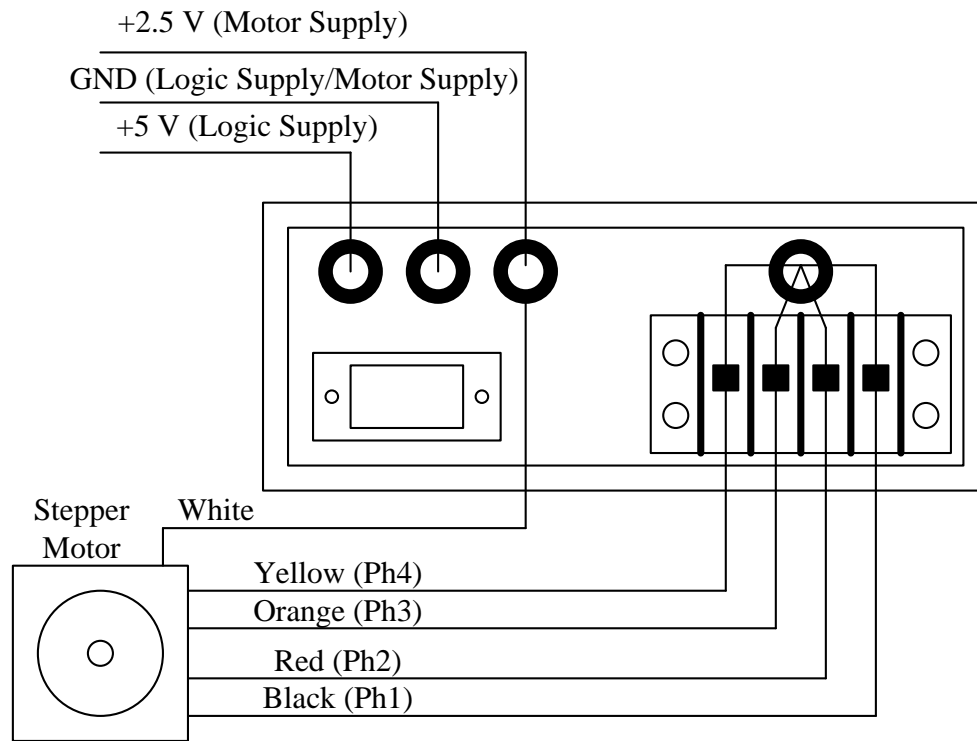 +2.5 V (Motor Supply)
GND (Logic Supply/Motor Supply)
+5 V (Logic Supply)
Stepper
Motor
White
Yellow (Ph4)
Orange (Ph3)
Red (Ph2)
Black (Ph1)